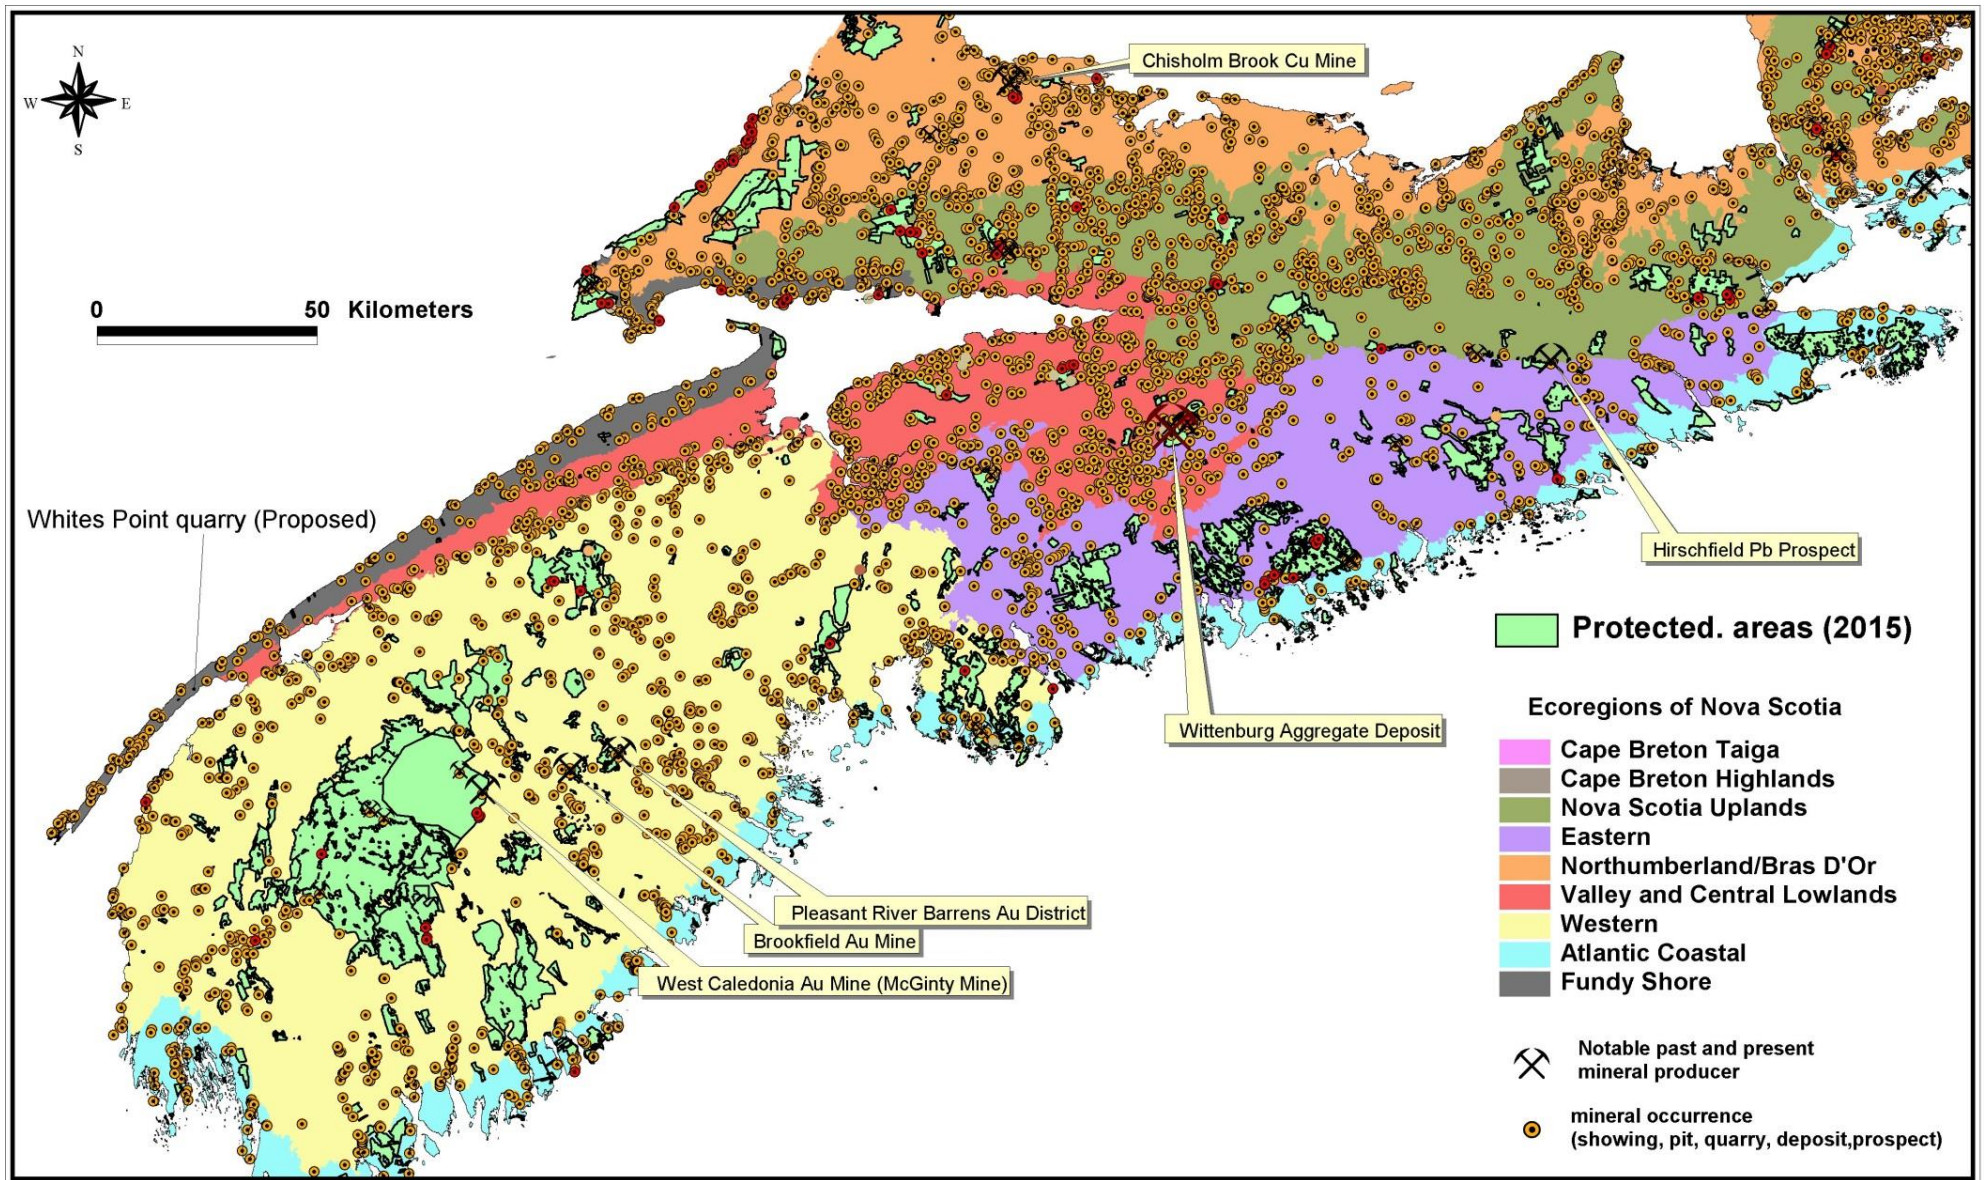 N
W E
S
Chisholm Brook Cu Mine
0 50 Kilometers
Whites Point quarry (Proposed)
Hirschfield Pb Prospect
Protected. areas (2015)
Wittenburg Aggregate Deposit
Ecoregions of Nova Scotia
Cape Breton Taiga
Cape Breton Highlands
Nova Scotia Uplands
Eastern
Northumberland/Bras D'Or
Valley and Central Lowlands
Western
Atlantic Coastal
Fundy Shore
Pleasant River Barrens Au District
Brookfield Au Mine
West Caledonia Au Mine (McGinty Mine)
Notable past and present
mineral producer
mineral occurrence
(showing, pit, quarry, deposit,prospect)